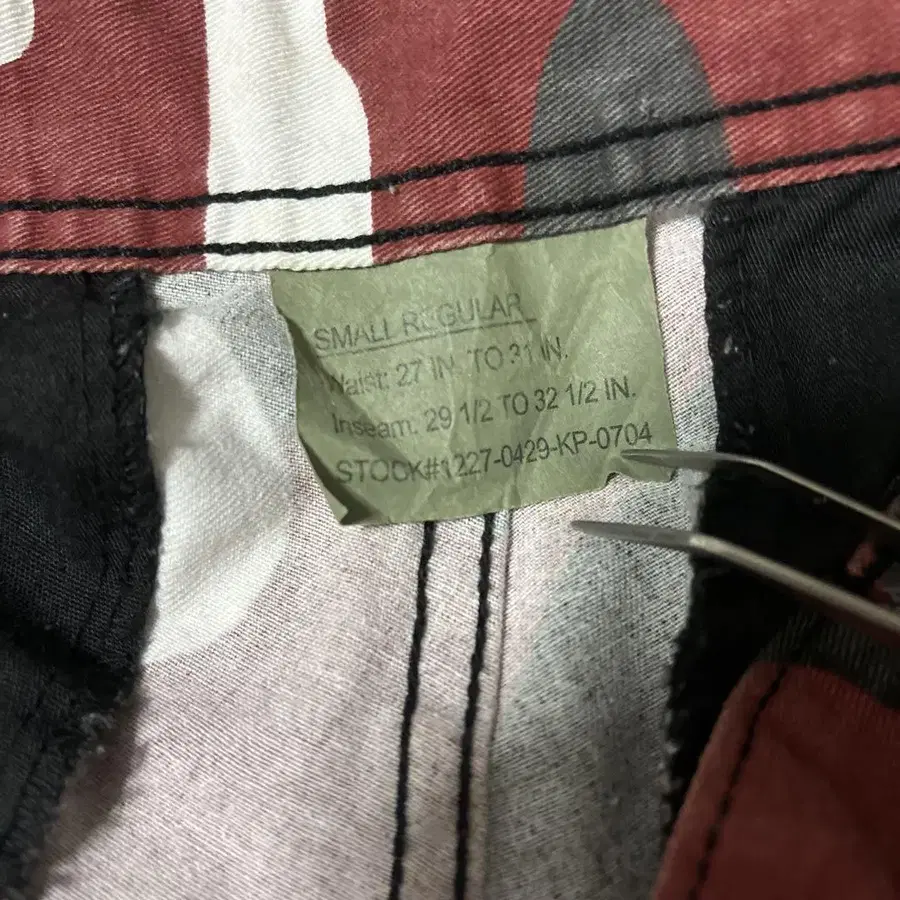 SMALL REGULAR
Waist: 27 IN. TO 31 IN.
Inseam: 29 1/2 TO 32 1/2 IN.
STOCK#1227-0429-KP-0704